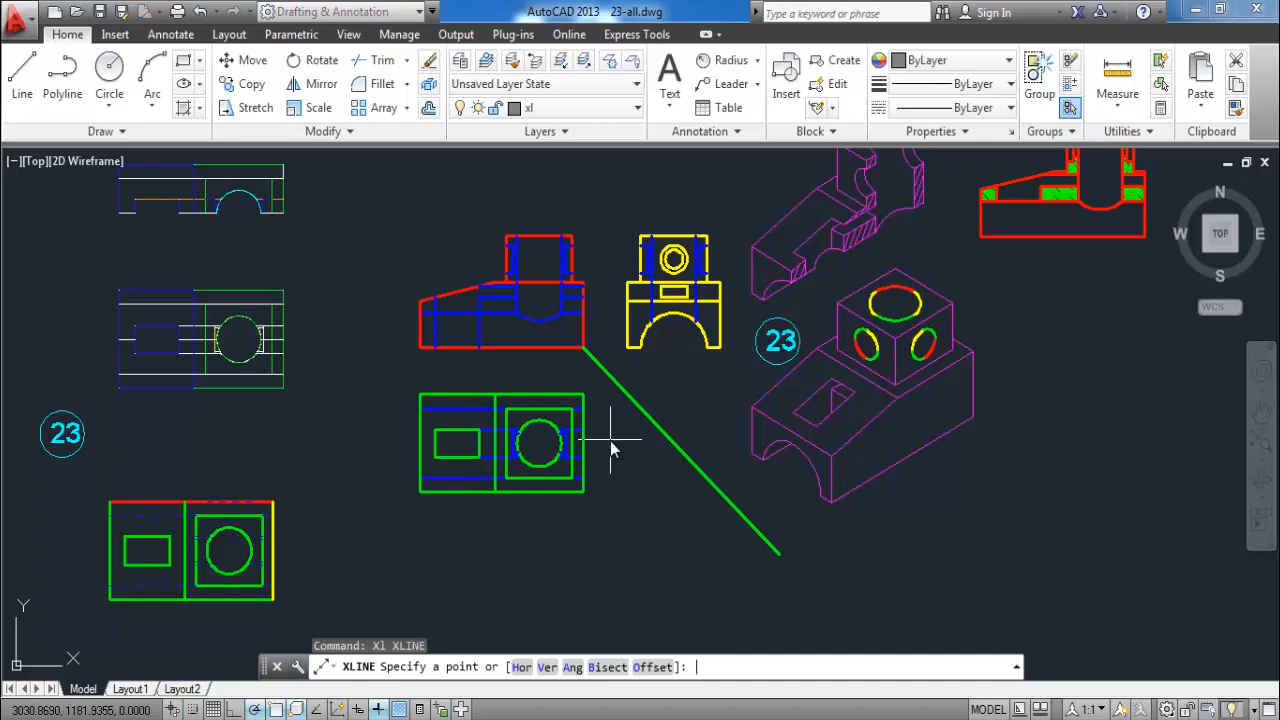 Drafting & Annotation
AutoCAD 2013 23-all.dwg
Type a keyword or phrase
Sign In
Home Insert Annotation Layout Parametric View Manage Output Plug-ins Online Express Tools
Line Polyline Circle Arc
Move Rotate Trim
Copy Mirror Fillet
Stretch Scale Array
Unsaved Layer State
xl
Text
Radius
Leader
Table
Insert
Create
Edit
ByLayer
ByLayer
ByLayer
Group Measure Paste
Draw Modify Layers Annotation Block Properties Groups Utilities Clipboard
[−][Top][2D Wireframe]
N
W TOP E
S
WCS
23
23
Y
X
Command: Xl XLINE
XLINE Specify a point or [Hor Ver Ang Bisect Offset]:
Model Layout1 Layout2
3030.8690, 1181.9355, 0.0000
MODEL
1:1